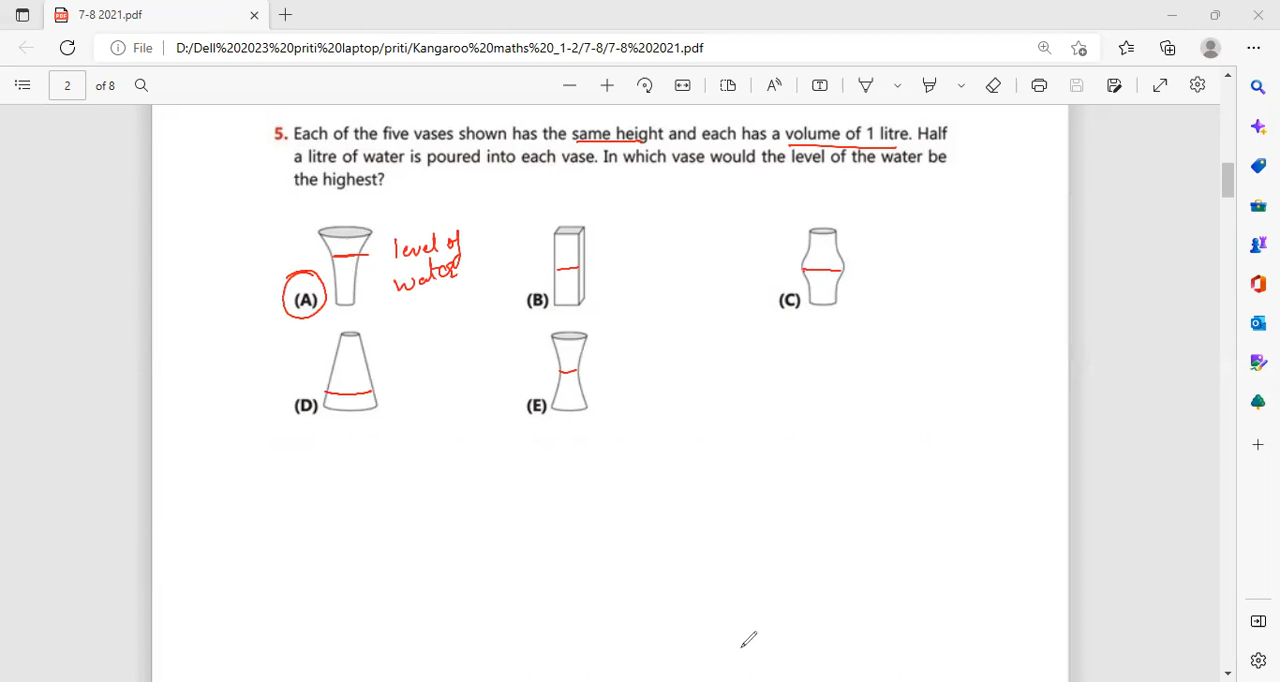 7-8 2021.pdf
File
D:/Dell%202023%20priti%20laptop/priti/Kangaroo%20maths%20_1-2/7-8/7-8%202021.pdf
2 of 8
5. Each of the five vases shown has the same height and each has a volume of 1 litre. Half
a litre of water is poured into each vase. In which vase would the level of the water be
the highest?
level of
water
(A)
(B)
(C)
(D)
(E)